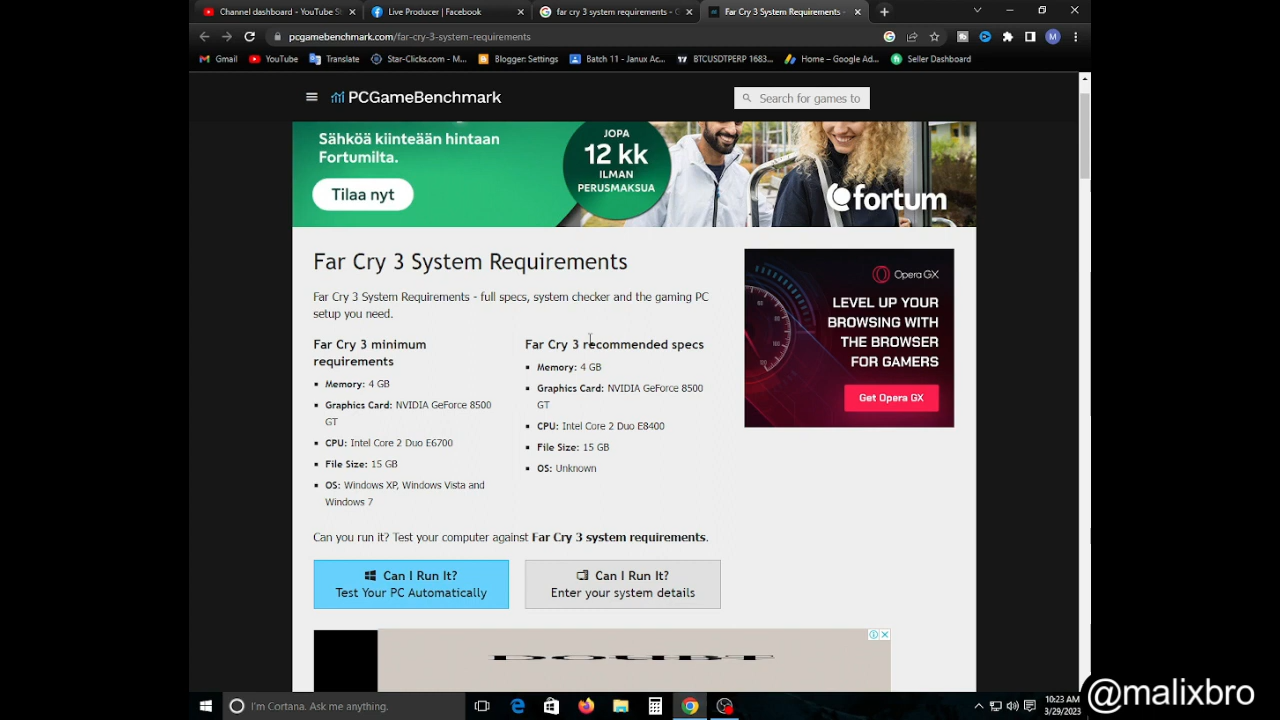 Channel dashboard - YouTube S
Live Producer | Facebook
far cry 3 system requirements - G
Far Cry 3 System Requirements -
pcgamebenchmark.com/far-cry-3-system-requirements
M
Gmail
YouTube
Translate
Star-Clicks.com - M...
Blogger: Settings
Batch 11 - Janux Ac...
BTCUSDTPERP 1683...
Home – Google Ad...
Seller Dashboard
PCGameBenchmark
Search for games to
Sähköä kiinteään hintaan
Fortumilta.
Tilaa nyt
JOPA
12 kk
ILMAN
PERUSMAKSUA
fortum
Far Cry 3 System Requirements
Far Cry 3 System Requirements - full specs, system checker and the gaming PC
setup you need.
Far Cry 3 minimum
requirements
Memory: 4 GB
Graphics Card: NVIDIA GeForce 8500
GT
CPU: Intel Core 2 Duo E6700
File Size: 15 GB
OS: Windows XP, Windows Vista and
Windows 7
Far Cry 3 recommended specs
Memory: 4 GB
Graphics Card: NVIDIA GeForce 8500
GT
CPU: Intel Core 2 Duo E8400
File Size: 15 GB
OS: Unknown
Opera GX
LEVEL UP YOUR
BROWSING WITH
THE BROWSER
FOR GAMERS
Get Opera GX
Can you run it? Test your computer against Far Cry 3 system requirements.
Can I Run It?
Test Your PC Automatically
Can I Run It?
Enter your system details
DOUBT
I'm Cortana. Ask me anything.
10:23 AM
3/29/2023
@malixbro